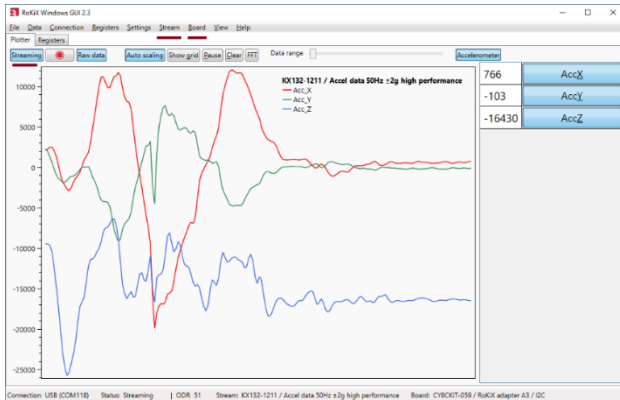 RoKiX Windows GUI 2.3
File Data Connection Registers Settings Stream Board View Help
Plotter Registers
Streaming Raw data Auto scaling Show grid Pause Clear FFT Data range Accelerometer
766 AccX
-103 AccY
-16430 AccZ
KX132-1211 / Accel data 50Hz ±2g high performance
Acc_X
Acc_Y
Acc_Z
10000
5000
0
-5000
-10000
-15000
-20000
-25000
Connection: USB (COM118) Status: Streaming | ODR: 51 Stream: KX132-1211 / Accel data 50Hz ±2g high performance Board: CY8CKIT-059 / RoKiX adapter A3 / I2C